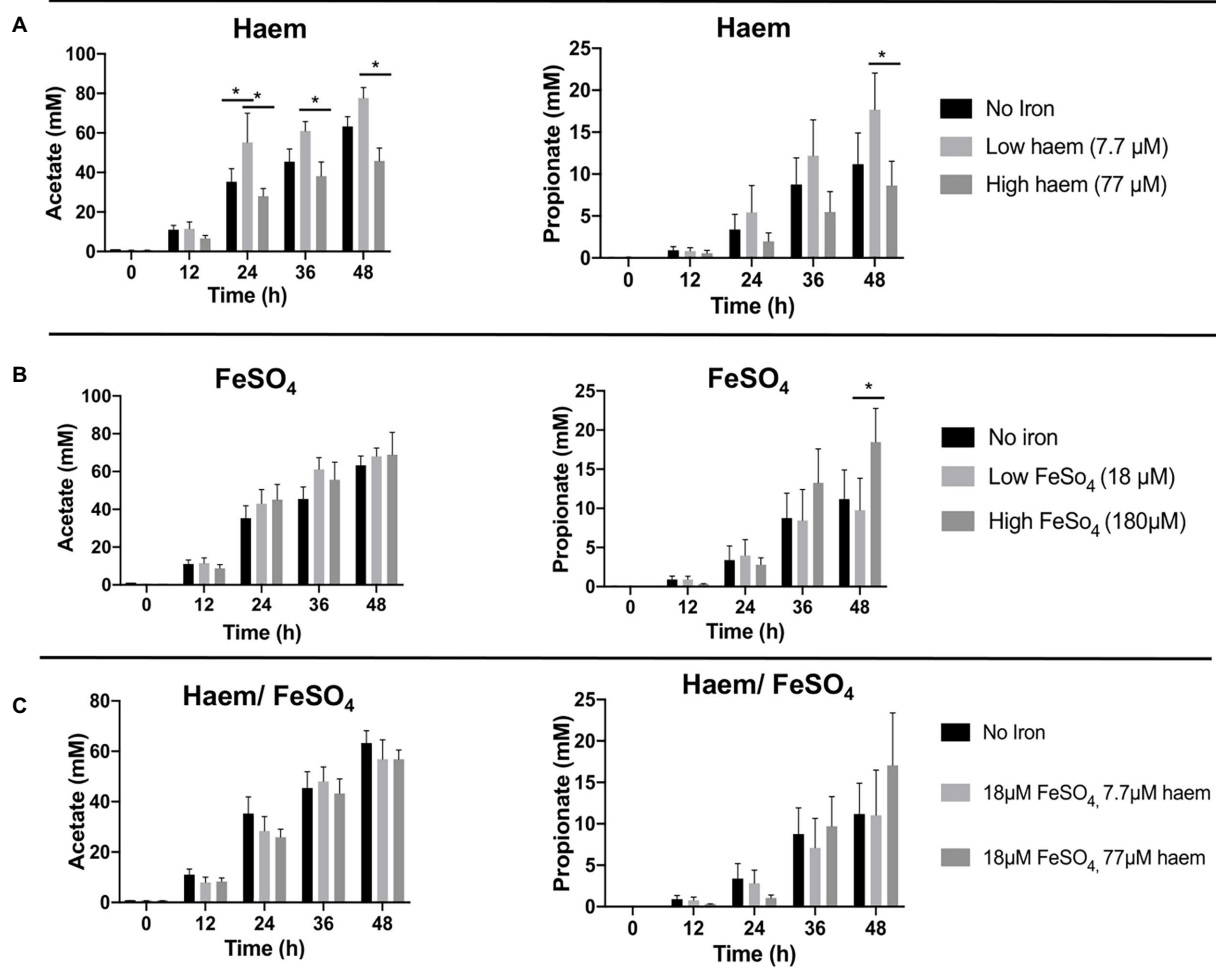 A
Haem
Acetate (mM)
100
80
60
40
20
0
* * * *
0 12 24 36 48
Time (h)
Haem
Propionate (mM)
25
20
15
10
5
0
*
0 12 24 36 48
Time (h)
No Iron
Low haem (7.7 µM)
High haem (77 µM)
B
FeSO₄
Acetate (mM)
100
80
60
40
20
0
0 12 24 36 48
Time (h)
FeSO₄
Propionate (mM)
25
20
15
10
5
0
*
0 12 24 36 48
Time (h)
No iron
Low FeSo₄ (18 µM)
High FeSo₄ (180µM)
C
Haem/ FeSO₄
Acetate (mM)
80
60
40
20
0
0 12 24 36 48
Time (h)
Haem/ FeSO₄
Propionate (mM)
25
20
15
10
5
0
0 12 24 36 48
Time (h)
No Iron
18µM FeSO₄, 7.7µM haem
18µM FeSO₄, 77µM haem